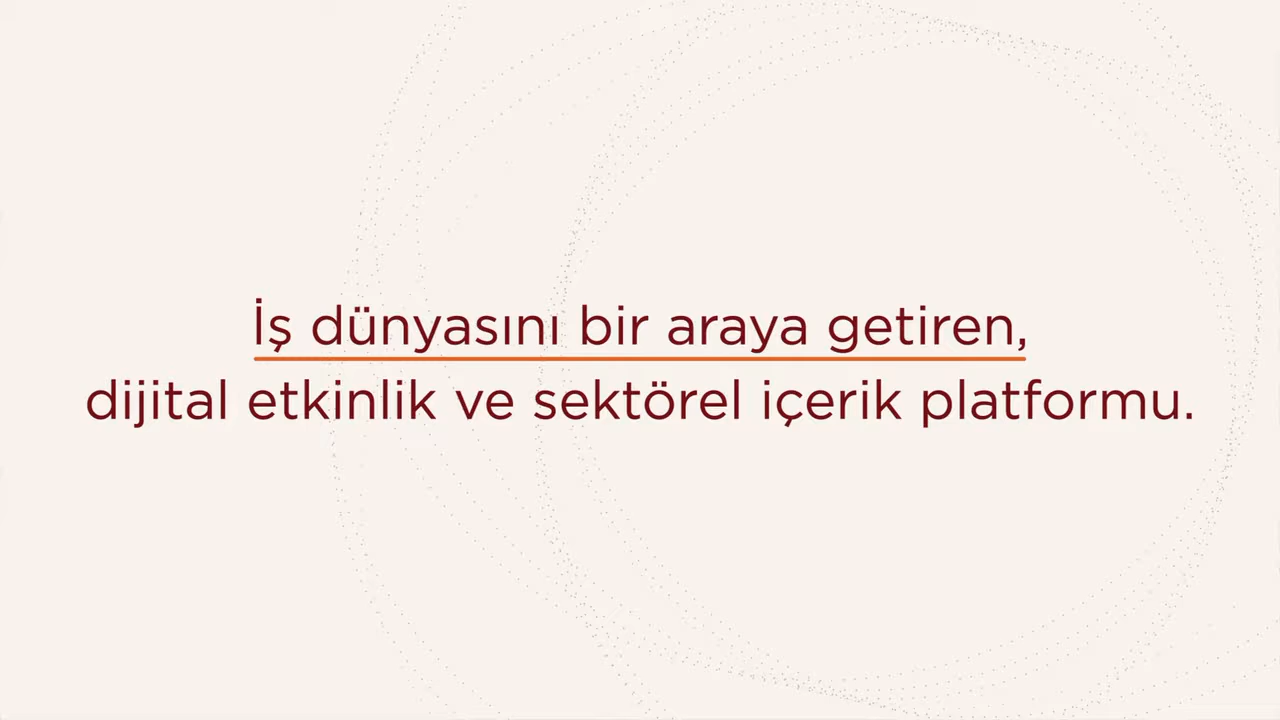 İş dünyasını bir araya getiren,
dijital etkinlik ve sektörel içerik platformu.